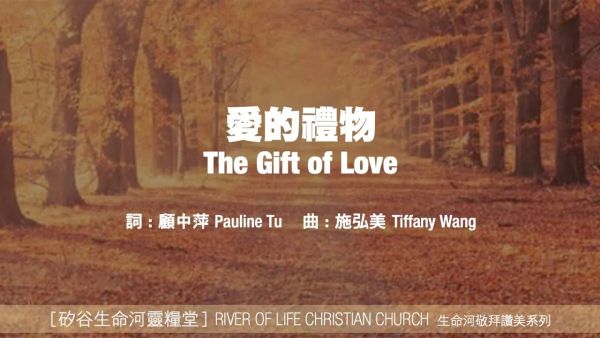 愛的禮物
The Gift of Love
詞：顧中萍 Pauline Tu 曲：施弘美 Tiffany Wang
［矽谷生命河靈糧堂］RIVER OF LIFE CHRISTIAN CHURCH 生命河敬拜讚美系列